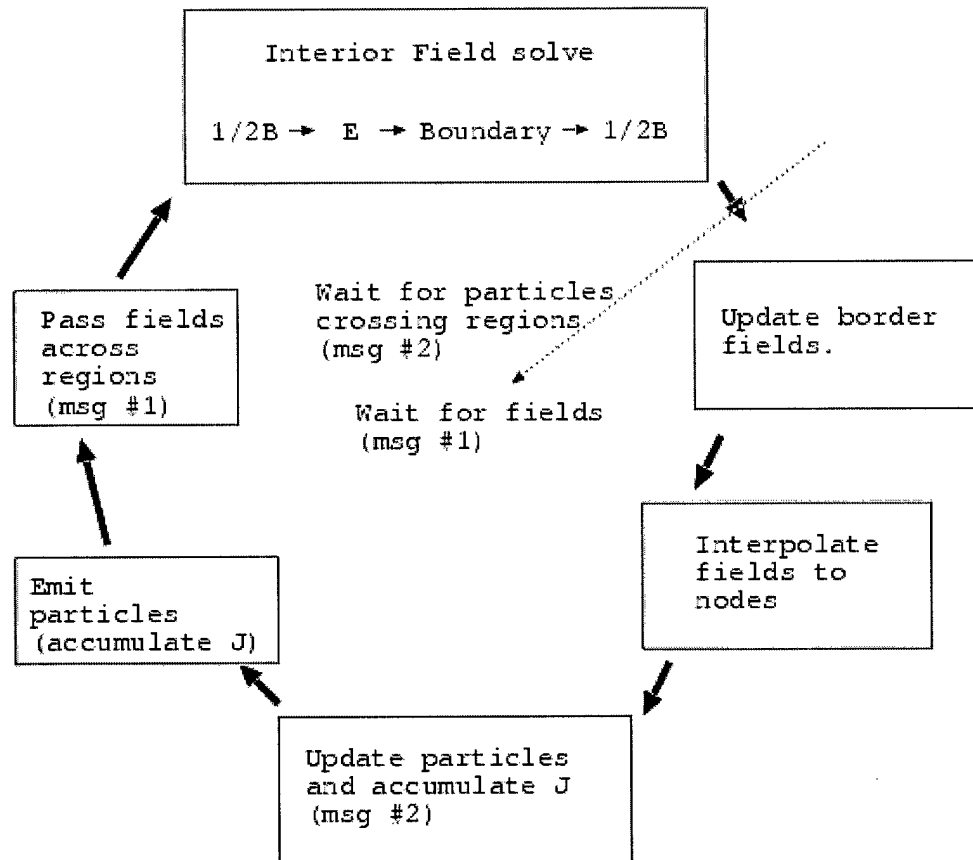 Interior Field solve
1/2B → E → Boundary → 1/2B
Wait for particles
crossing regions
(msg #2)
Wait for fields
(msg #1)
Update border
fields.
Interpolate
fields to
nodes
Update particles
and accumulate J
(msg #2)
Emit
particles
(accumulate J)
Pass fields
across
regions
(msg #1)